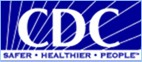 CDC
SAFER • HEALTHIER • PEOPLE™